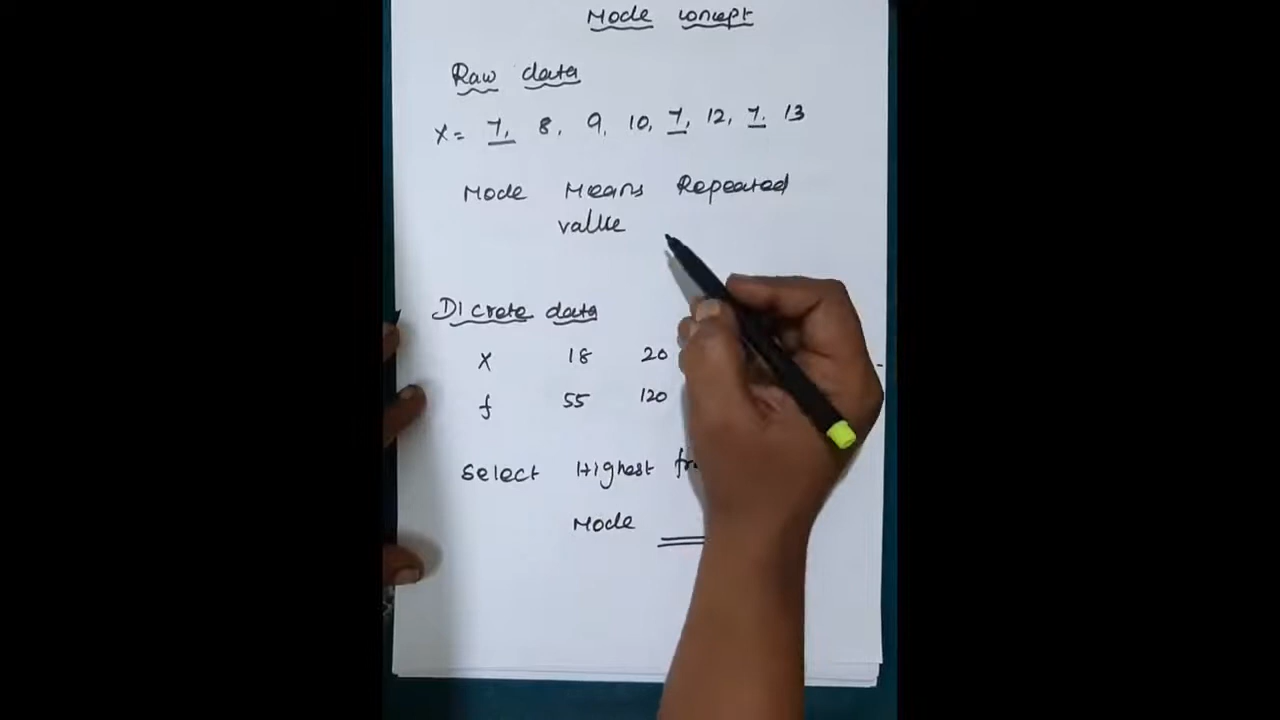 Mode concept
Raw data
X = 7, 8, 9, 10, 7, 12, 7, 13
Mode Means Repeated
value
Discrete data
X 18 20
f 55 120
Select Highest
Mode